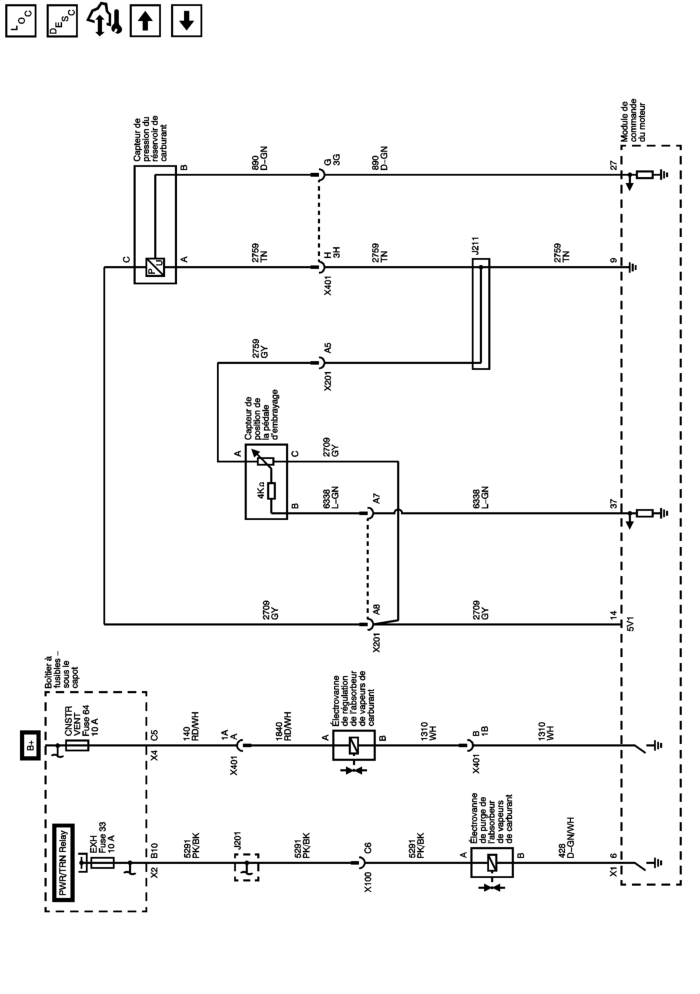 LOC
DESC
Capteur de
pression du
réservoir de
carburant
C
A
B
P
U
890
D-GN
G
3G
890
D-GN
27
Module de
commande
du moteur
2759
TN
H
3H
X401
2759
TN
J211
2759
TN
9
2759
GY
A5
X201
Capteur de
position de
la pédale
d'embrayage
A
C
B
4KΩ
2709
GY
6338
L-GN
A7
6338
L-GN
37
2709
GY
A8
X201
2709
GY
14
5V1
Boîtier à
fusibles –
sous le
capot
B+
CNSTR
VENT
Fuse 64
10 A
X4
C5
140
RD/WH
1A
A
X401
1840
RD/WH
Électrovanne
de régulation
de l'absorbeur
de vapeurs de
carburant
A
B
1310
WH
B
1B
X401
1310
WH
PWR/TRN Relay
EXH
Fuse 33
10 A
X2
B10
5291
PK/BK
J201
5291
PK/BK
C6
X100
5291
PK/BK
Électrovanne
de purge de
l'absorbeur
de vapeurs
de carburant
A
B
428
D-GN/WH
X1
6